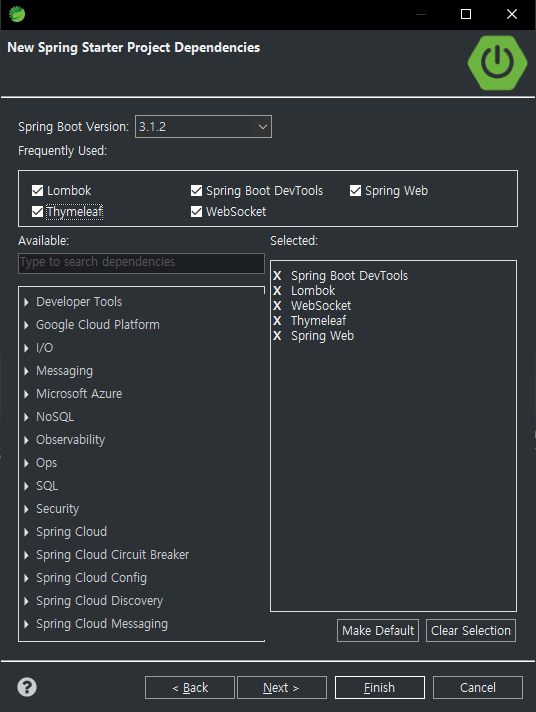 New Spring Starter Project Dependencies
Spring Boot Version: 3.1.2
Frequently Used:
Lombok Spring Boot DevTools Spring Web
Thymeleaf WebSocket
Available: Selected:
Type to search dependencies
X Spring Boot DevTools
X Lombok
X WebSocket
X Thymeleaf
X Spring Web
Developer Tools
Google Cloud Platform
I/O
Messaging
Microsoft Azure
NoSQL
Observability
Ops
SQL
Security
Spring Cloud
Spring Cloud Circuit Breaker
Spring Cloud Config
Spring Cloud Discovery
Spring Cloud Messaging
Make Default Clear Selection
? < Back Next > Finish Cancel